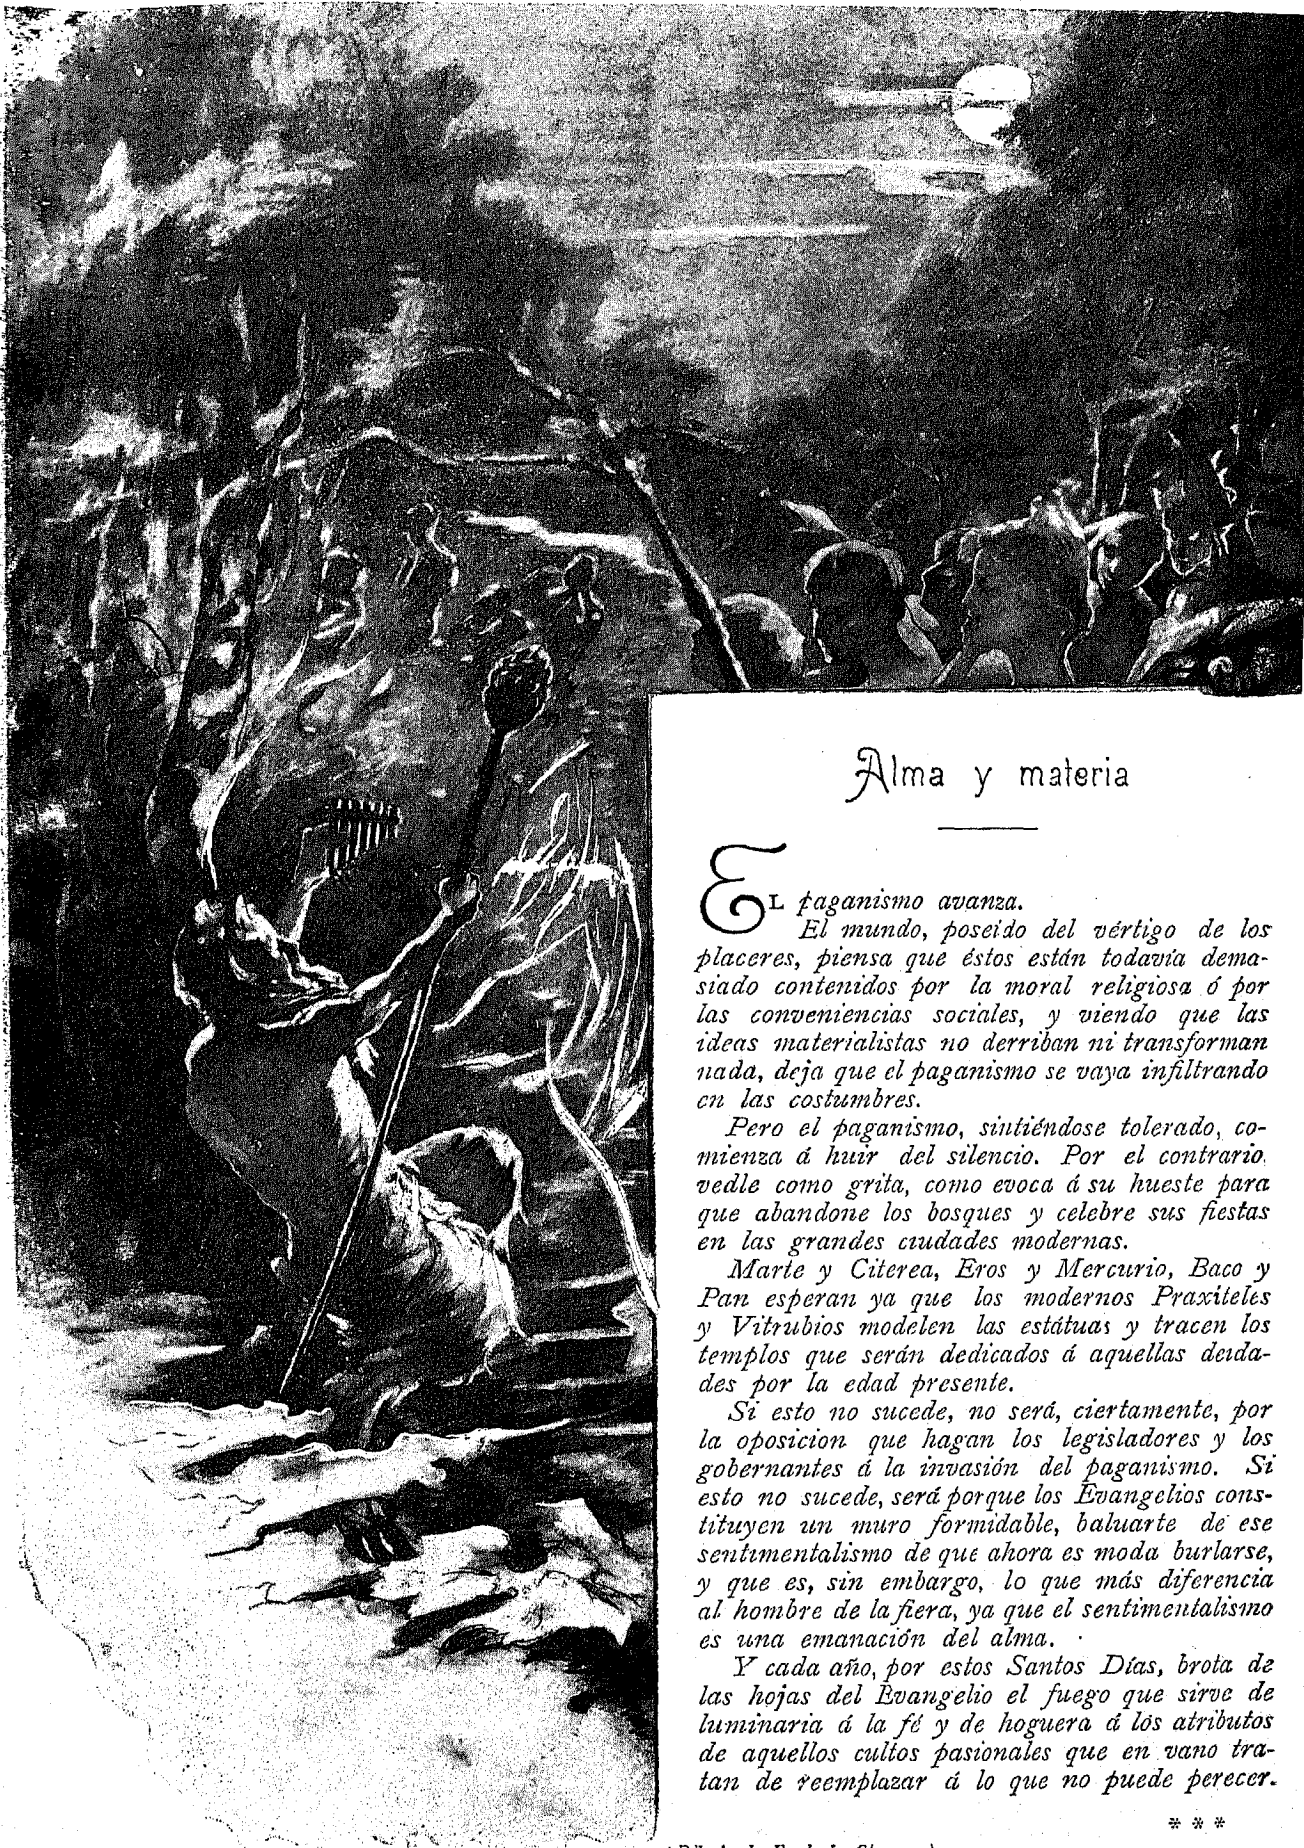 Alma y materia
EL paganismo avanza.
El mundo, poseido del vértigo de los
placeres, piensa que éstos están todavía dema-
siado contenidos por la moral religiosa ó por
las conveniencias sociales, y viendo que las
ideas materialistas no derriban ni transforman
nada, deja que el paganismo se vaya infiltrando
en las costumbres.
Pero el paganismo, sintiéndose tolerado, co-
mienza á huir del silencio. Por el contrario,
vedle como grita, como evoca á su hueste para
que abandone los bosques y celebre sus fiestas
en las grandes ciudades modernas.
Marte y Citerea, Eros y Mercurio, Baco y
Pan esperan ya que los modernos Praxiteles
y Vitrubios modelen las estátuas y tracen los
templos que serán dedicados á aquellas deida-
des por la edad presente.
Si esto no sucede, no será, ciertamente, por
la oposicion que hagan los legisladores y los
gobernantes á la invasión del paganismo. Si
esto no sucede, será porque los Evangelios cons-
tituyen un muro formidable, baluarte de ese
sentimentalismo de que ahora es moda burlarse,
y que es, sin embargo, lo que más diferencia
al hombre de la fiera, ya que el sentimentalismo
es una emanación del alma.
Y cada año, por estos Santos Días, brota de
las hojas del Evangelio el fuego que sirve de
luminaria á la fé y de hoguera á los atributos
de aquellos cultos pasionales que en vano tra-
tan de reemplazar á lo que no puede perecer.
* * *